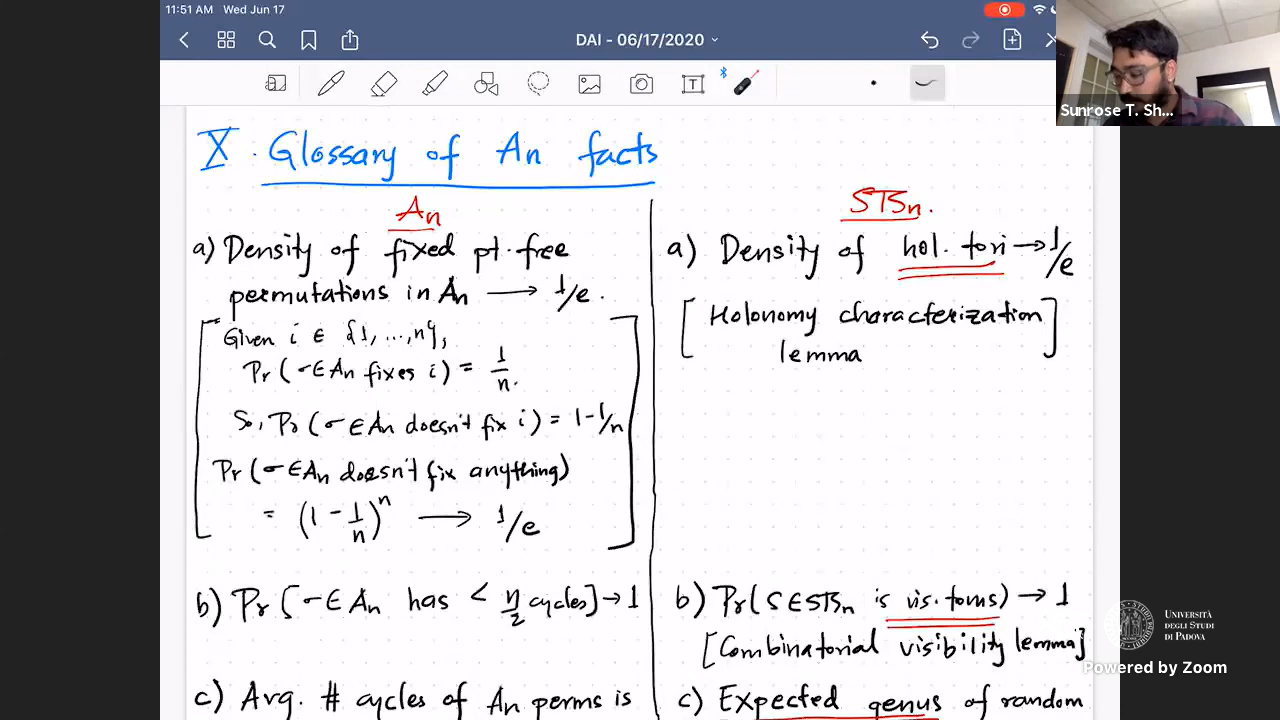 11:51 AM Wed Jun 17
DAI - 06/17/2020
Sunrose T. Sh...
X. Glossary of An facts
An
a) Density of fixed pt. free
permutations in An → 1/e.
[Given i ∈ {1, ..., n},
Pr (σ ∈ An fixes i) = 1/n.
So, Pr (σ ∈ An doesn't fix i) = 1 - 1/n
Pr (σ ∈ An doesn't fix anything)
= (1 - 1/n)^n → 1/e]
b) Pr [σ ∈ An has < n/2 cycles] → 1
c) Avg. # cycles of An perms is
STSn.
a) Density of hol. tori → 1/e
[Holonomy characterization
lemma]
b) Pr (S ∈ STSn is vis. torus) → 1
[Combinatorial visibility lemma]
c) Expected genus of random
UNIVERSITÀ
DEGLI STUDI
DI PADOVA
Powered by Zoom